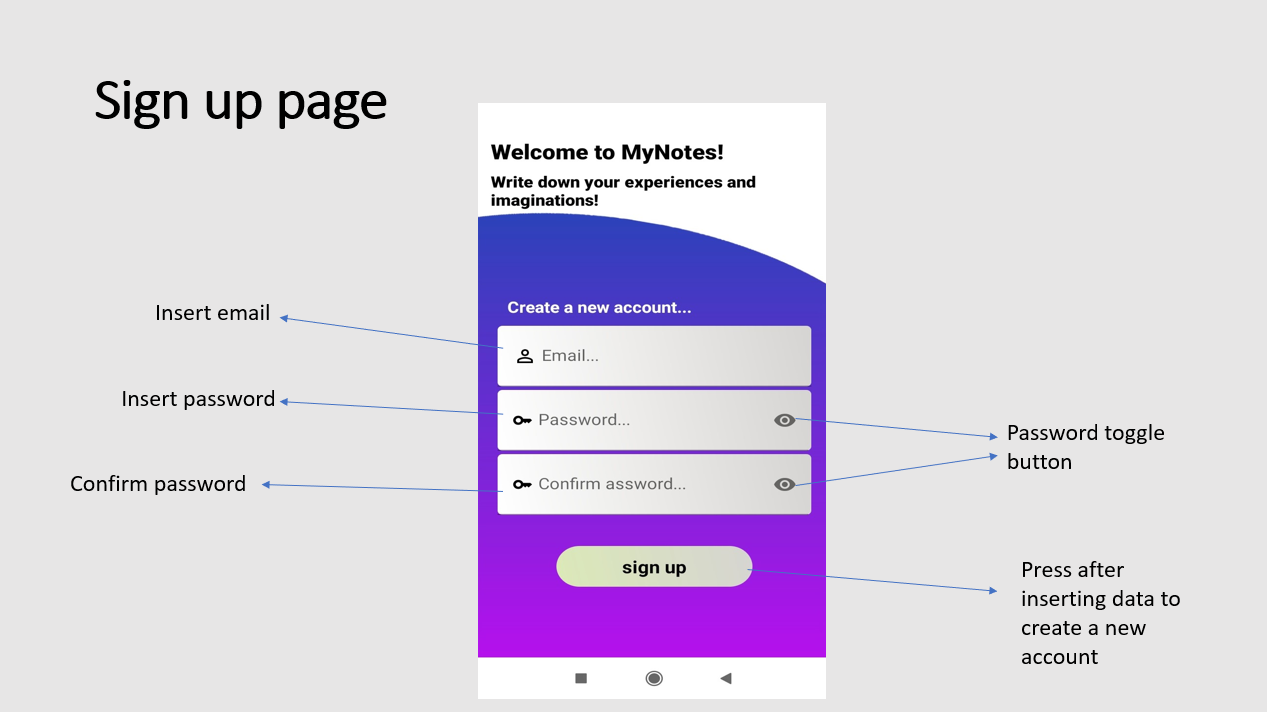 Sign up page
Welcome to MyNotes!
Write down your experiences and
imaginations!
Create a new account...
Insert email
Email...
Insert password
Password...
Password toggle
button
Confirm password
Confirm assword...
sign up
Press after
inserting data to
create a new
account